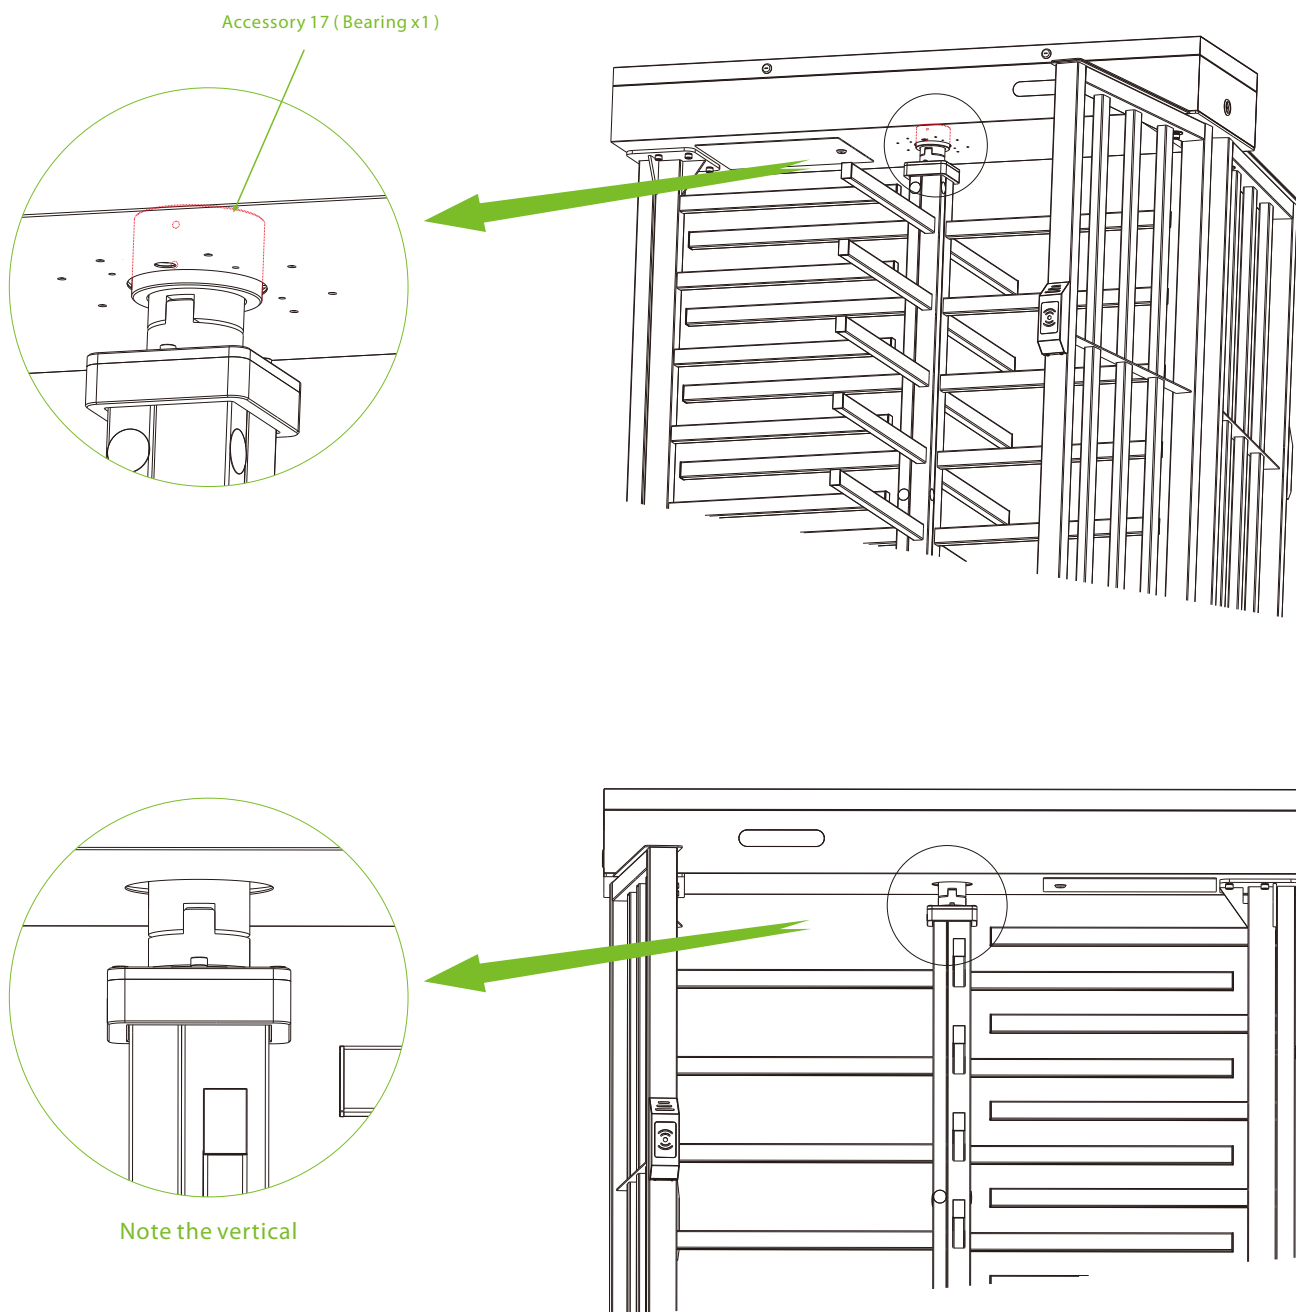 Accessory 17 ( Bearing x1 )
Note the vertical